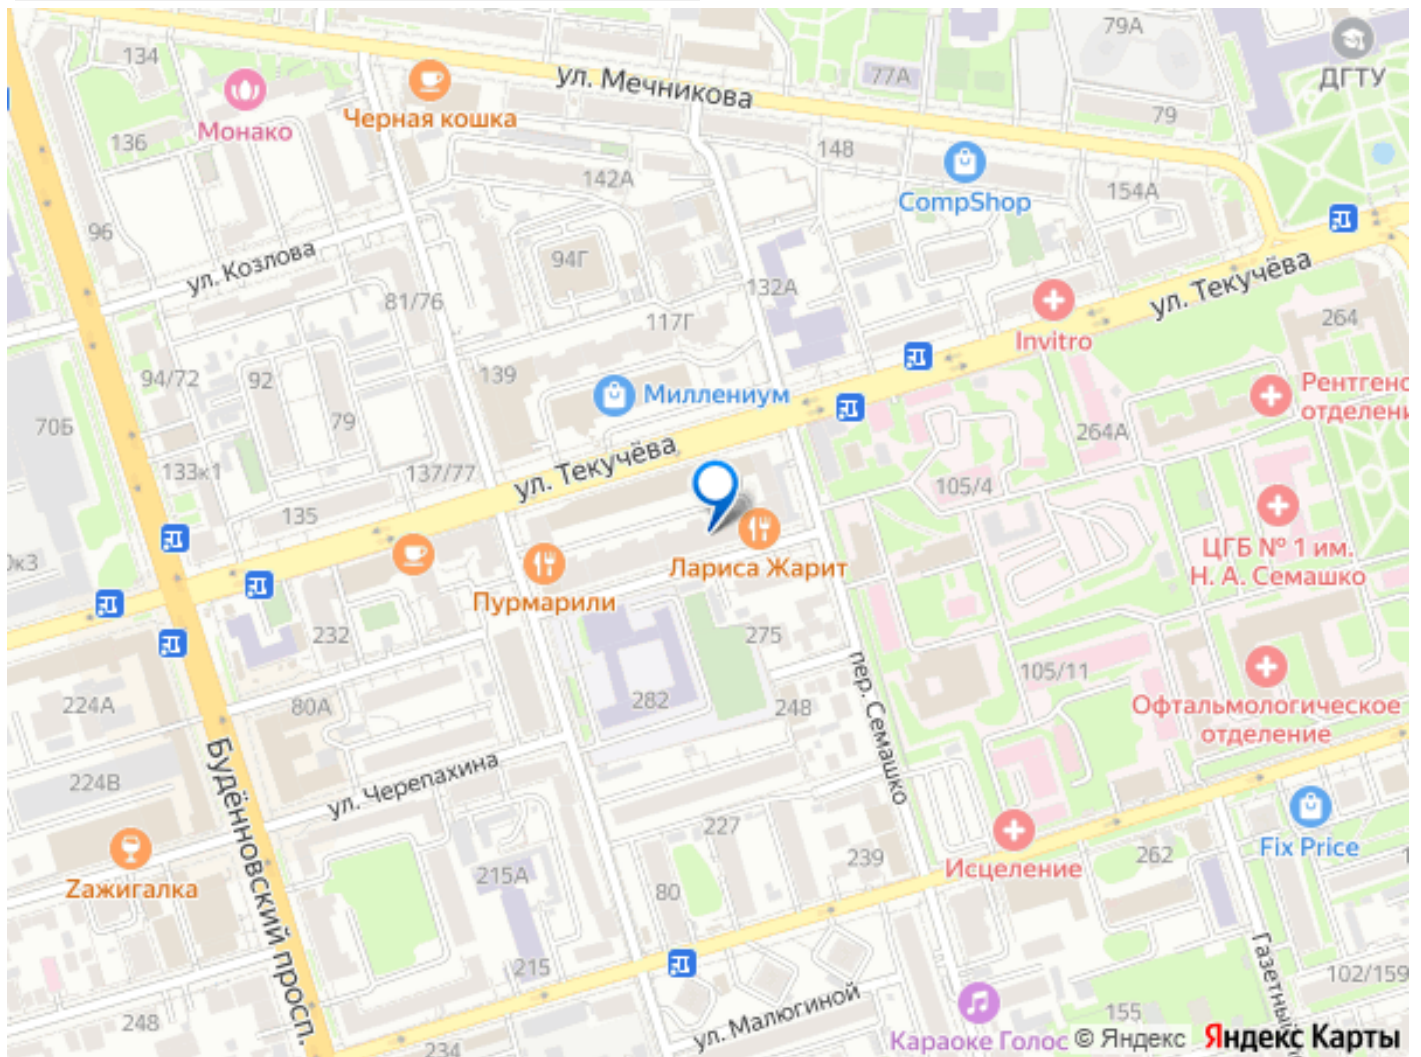 134
Монако
136
Черная кошка
ул. Мечникова
77А
79А
ДГТУ
79
148
142А
CompShop
154А
96
ул. Козлова
94Г
132А
81/76
117Г
ул. Текучёва
264
Invitro
94/72
92
139
Миллениум
79
70Б
264А
Рентгено
отделени
133к1
137/77
ул. Текучёва
105/4
135
ЦГБ № 1 им.
Н. А. Семашко
Лариса Жарит
Пурмарили
232
275
105/11
пер. Семашко
282
248
224А
80А
Офтальмологическое
отделение
Будённовский просп.
224В
ул. Черепахина
227
239
Исцеление
262
Fix Price
Zажигалка
215А
80
215
Газетный
102/159
248
234
ул. Малюгиной
155
Караоке Голос
© Яндекс
Яндекс Карты